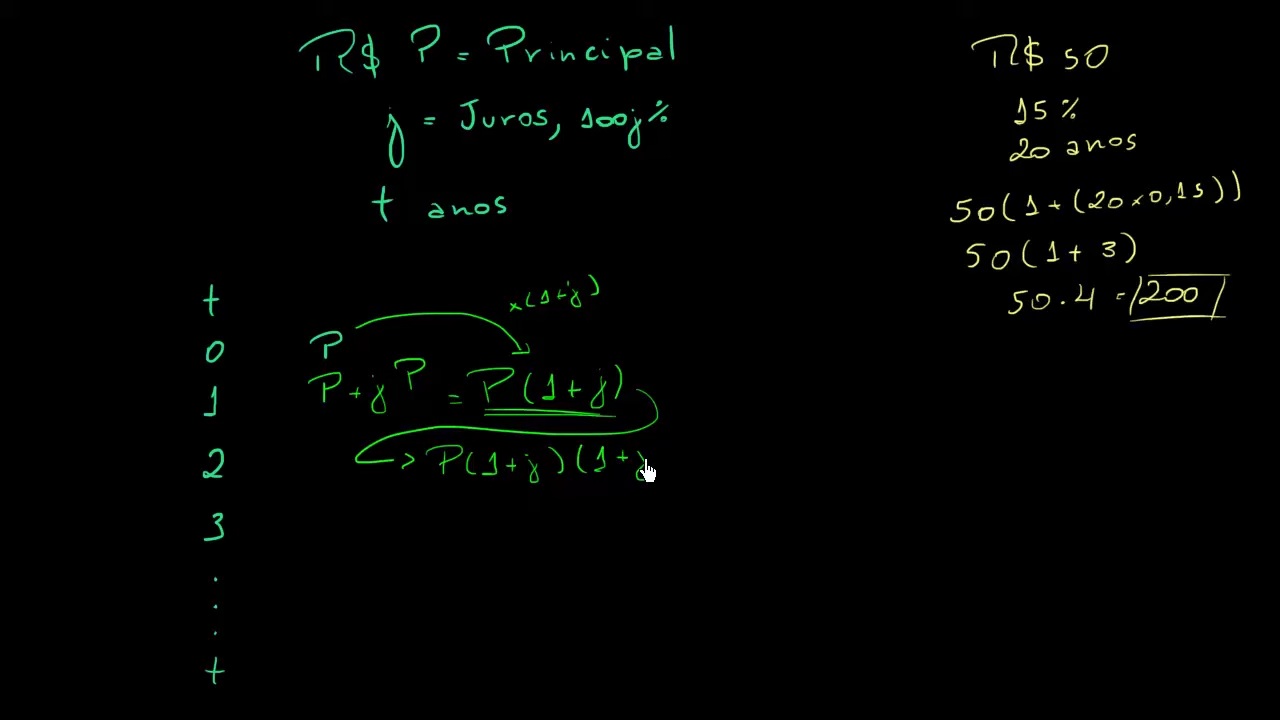 R$ P = Principal
j = Juros, 100j%
t anos
t
0 P
x(1+j)
1 P+jP = P(1+j)
2 P(1+j)(1+j
3
.
.
.
t
R$ 50
15%
20 anos
50(1+(20×0,15))
50(1+3)
50.4 = 200